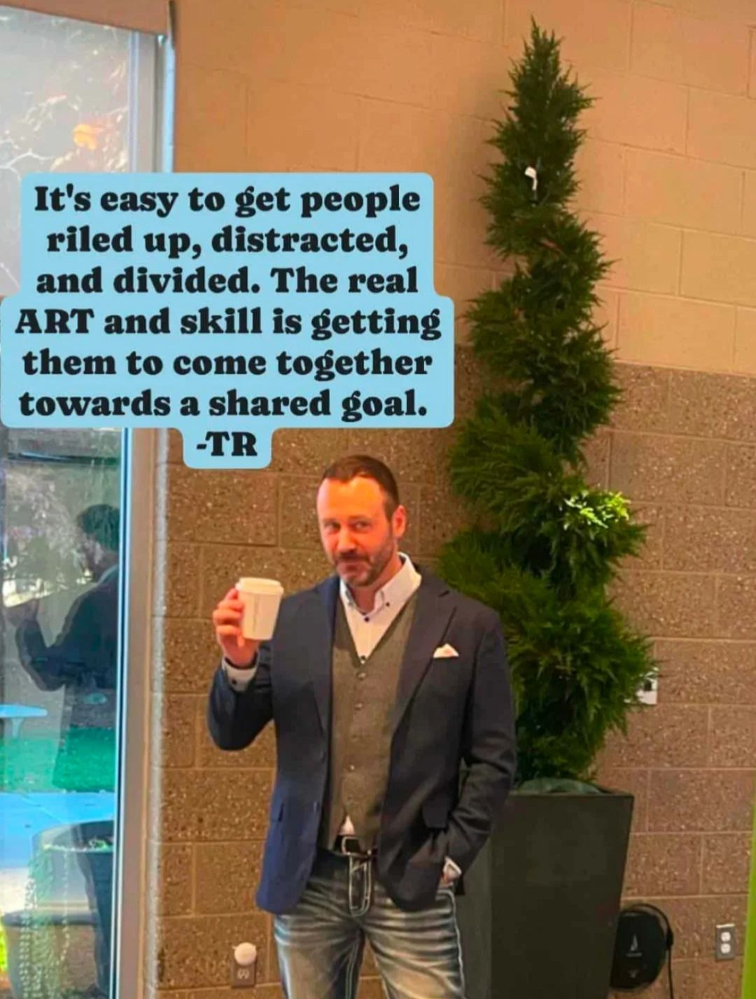 It's easy to get people
riled up, distracted,
and divided. The real
ART and skill is getting
them to come together
towards a shared goal.
-TR